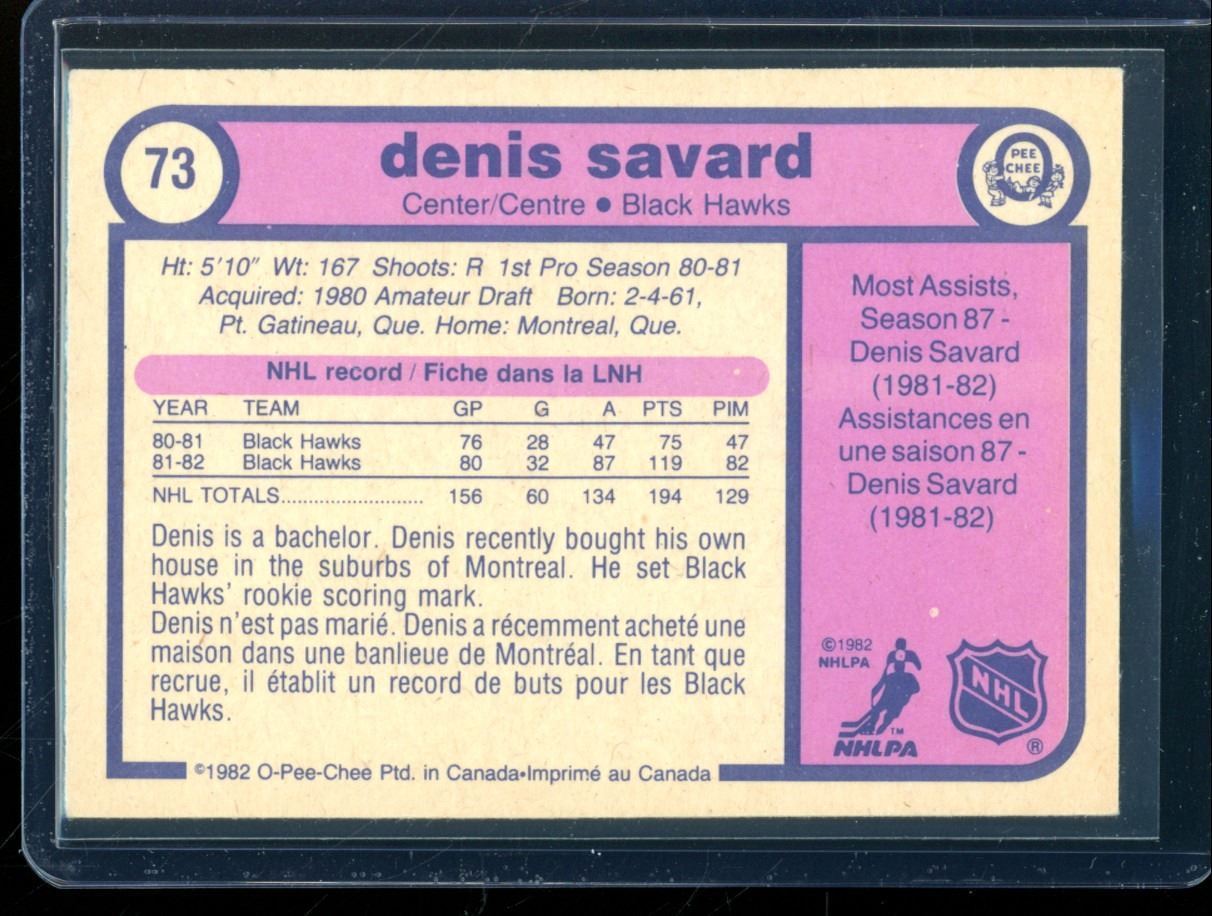 73
denis savard
Center/Centre • Black Hawks
PEE
CHEE
Ht: 5'10" Wt: 167 Shoots: R 1st Pro Season 80-81
Acquired: 1980 Amateur Draft Born: 2-4-61,
Pt. Gatineau, Que. Home: Montreal, Que.
NHL record / Fiche dans la LNH
YEAR TEAM GP G A PTS PIM
80-81 Black Hawks 76 28 47 75 47
81-82 Black Hawks 80 32 87 119 82
NHL TOTALS........................ 156 60 134 194 129
Denis is a bachelor. Denis recently bought his own
house in the suburbs of Montreal. He set Black
Hawks' rookie scoring mark.
Denis n'est pas marié. Denis a récemment acheté une
maison dans une banlieue de Montréal. En tant que
recrue, il établit un record de buts pour les Black
Hawks.
Most Assists,
Season 87 -
Denis Savard
(1981-82)
Assistances en
une saison 87 -
Denis Savard
(1981-82)
©1982
NHLPA
TM
NHLPA
NHL
®
©1982 O-Pee-Chee Ptd. in Canada•Imprimé au Canada